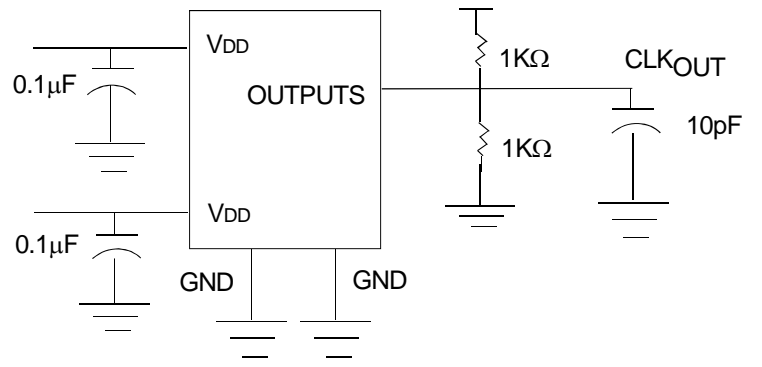 VDD
0.1μF
OUTPUTS
1KΩ
CLKOUT
10pF
1KΩ
VDD
0.1μF
GND
GND